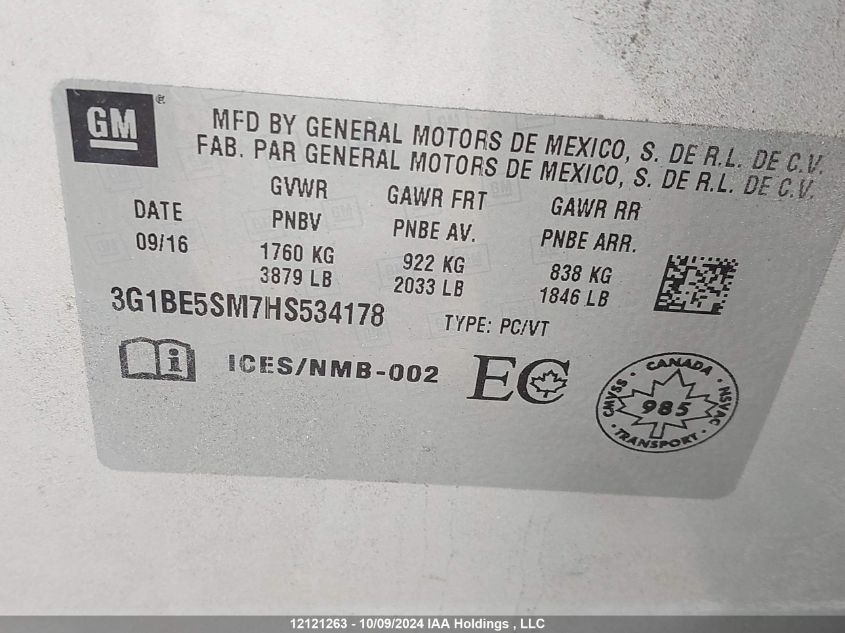 GM ®
MFD BY GENERAL MOTORS DE MEXICO, S. DE R.L. DE C.V.
FAB. PAR GENERAL MOTORS DE MEXICO, S. DE R.L. DE C.V.
DATE GVWR GAWR FRT GAWR RR
PNBV PNBE AV. PNBE ARR.
09/16 1760 KG 922 KG 838 KG
3879 LB 2033 LB 1846 LB
3G1BE5SM7HS534178 TYPE: PC/VT
i ICES/NMB-002 EC
CANADA
CMVSS 985 NSVAC
TRANSPORT
12121263 - 10/09/2024 IAA Holdings , LLC